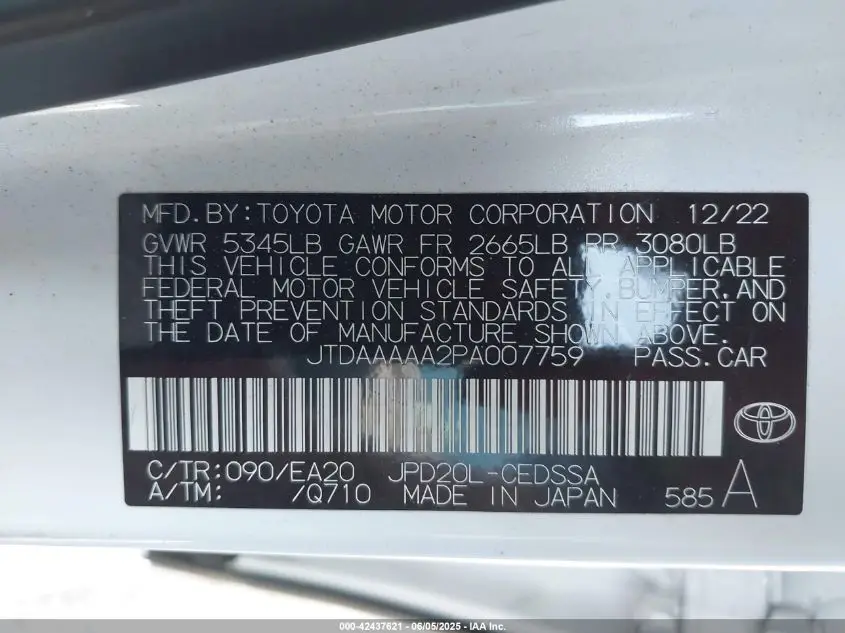 MFD.BY:TOYOTA MOTOR CORPORATION 12/22
GVWR 5345LB GAWR FR 2665LB RR 3080LB
THIS VEHICLE CONFORMS TO ALL APPLICABLE
FEDERAL MOTOR VEHICLE SAFETY,BUMPER,AND
THEFT PREVENTION STANDARDS IN EFFECT ON
THE DATE OF MANUFACTURE SHOWN ABOVE.
JTDAAAAA2PA007759 PASS.CAR
C/TR:090/EA20 JPD20L-CEDSSA
A/TM: /Q710 MADE IN JAPAN 585 A
000-42437621 - 06/05/2025 - IAA Inc.